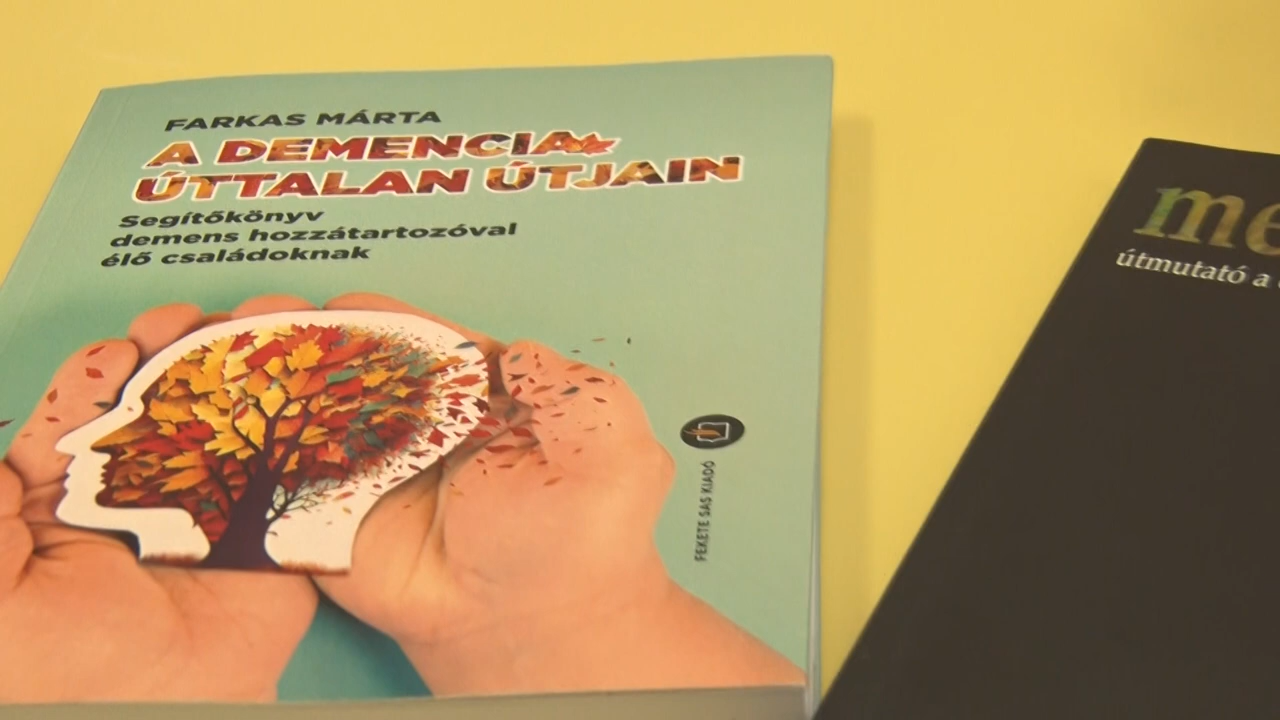 FARKAS MÁRTA
A DEMENCIA
ÚTTALAN ÚTJAIN
Segítőkönyv
demens hozzátartozóval
élő családoknak
FEKETE SAS KIADÓ
me
útmutató a